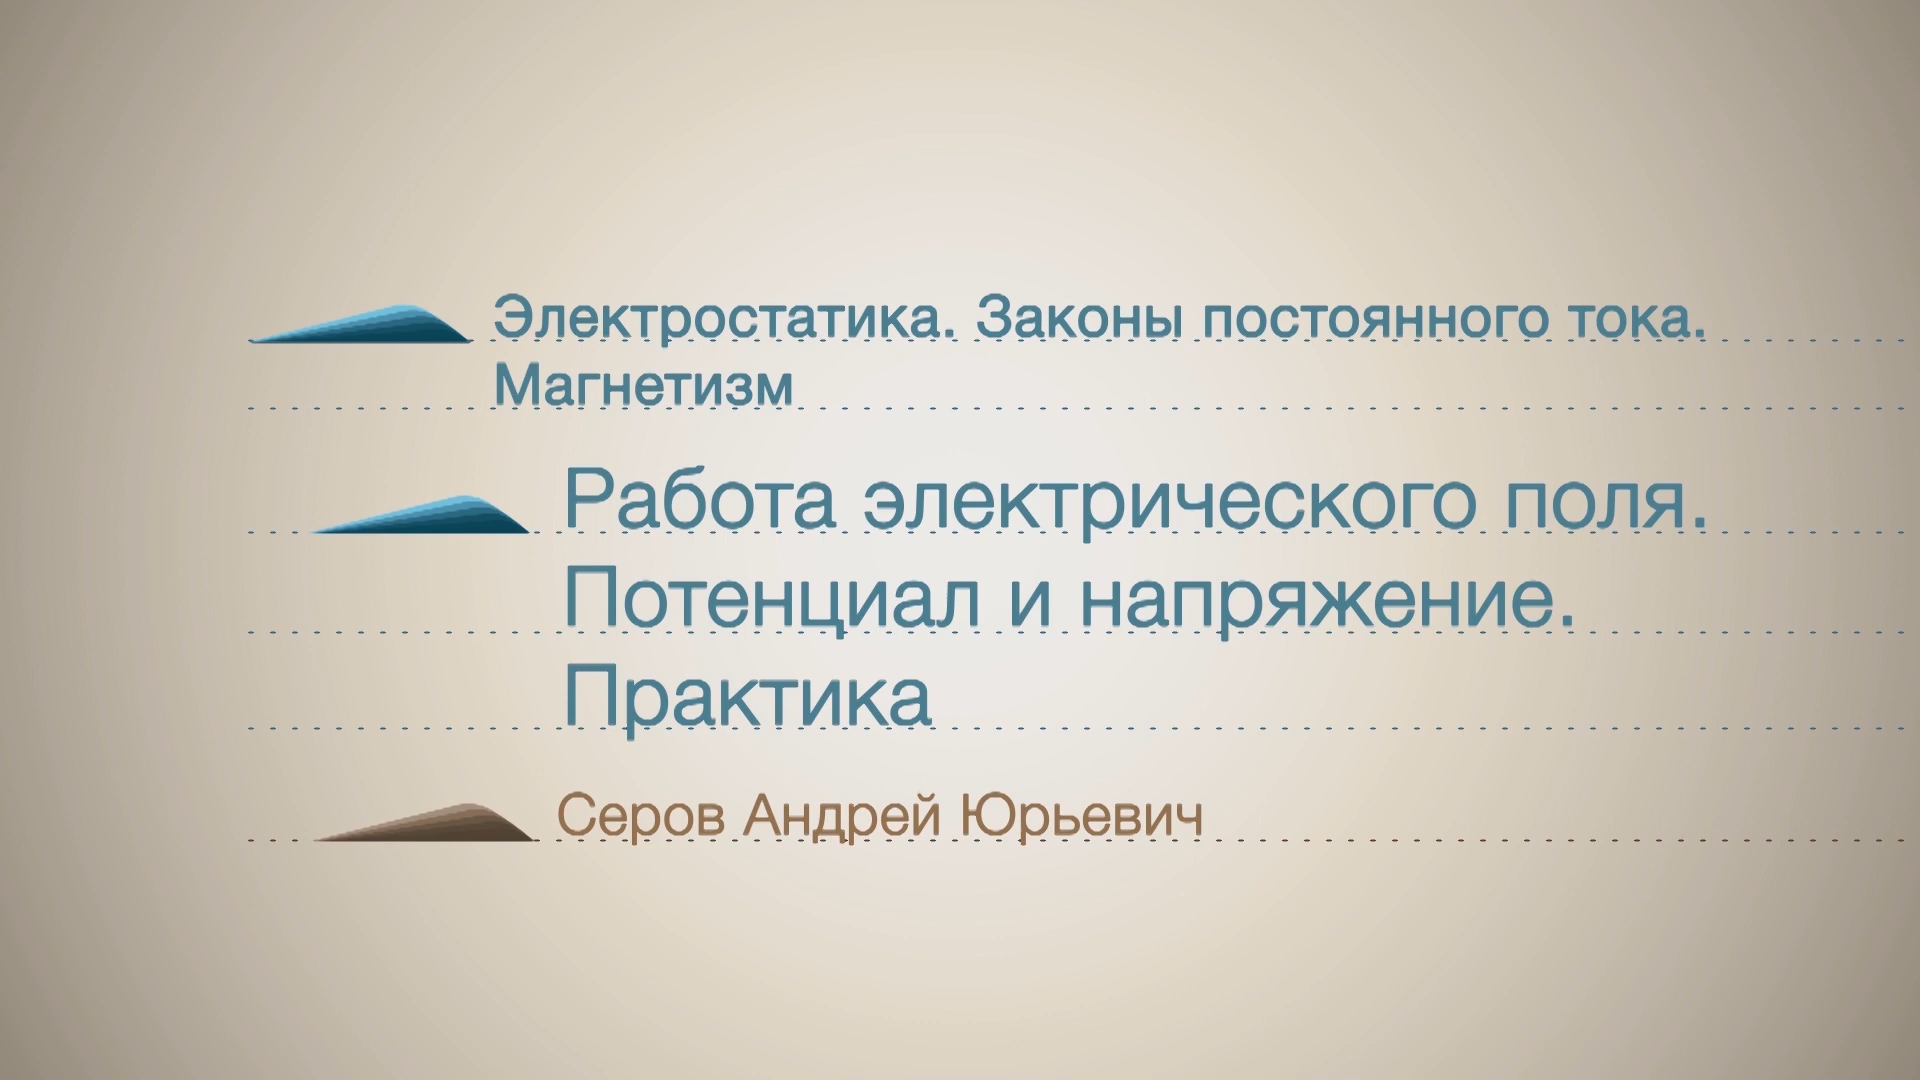 Электростатика. Законы постоянного тока.
Магнетизм
Работа электрического поля.
Потенциал и напряжение.
Практика
Серов Андрей Юрьевич